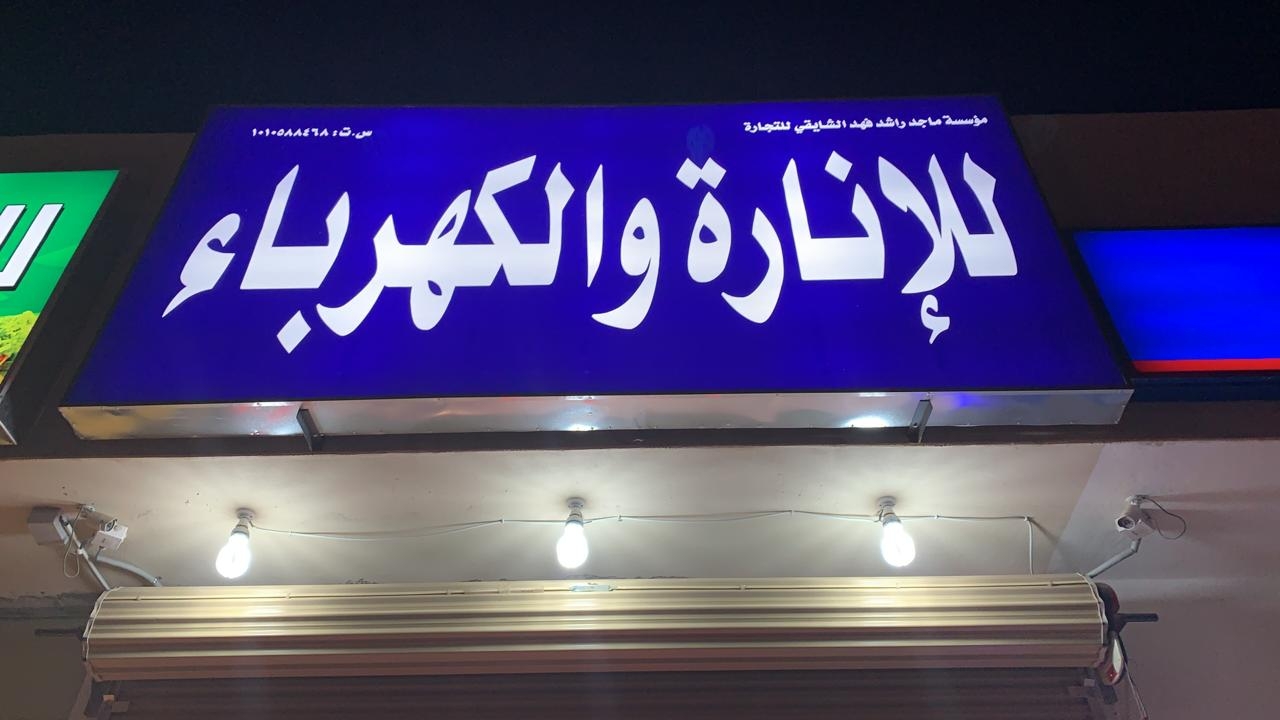 مؤسسة ماجد راشد فهد الشايقي للتجارة
س.ت: ١٠١٠٥٨٨٤٦٨
للإنارة والكهرباء